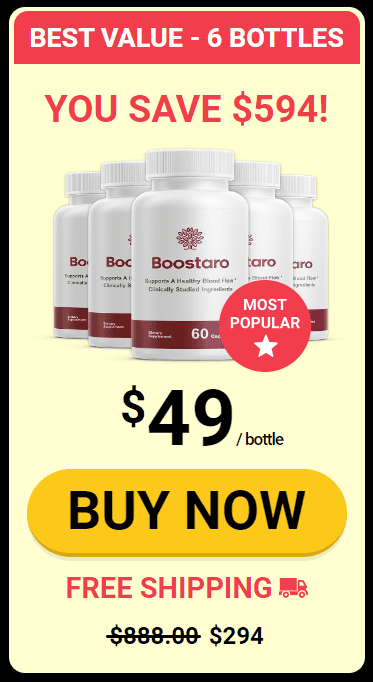 BEST VALUE - 6 BOTTLES
YOU SAVE $594!
Boostaro
Supports A Healthy Blood Flow*
Clinically Studied Ingredients
Dietary
Supplement
60
MOST
POPULAR
$49 / bottle
BUY NOW
FREE SHIPPING
$888.00 $294